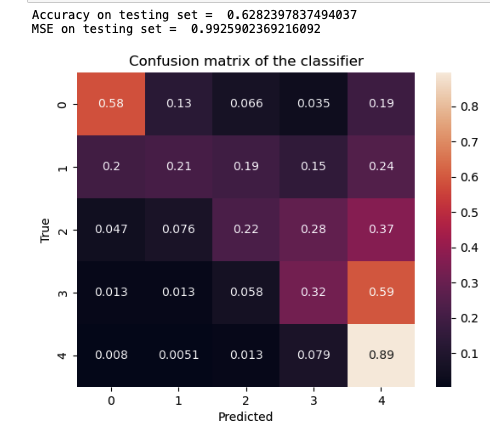 Accuracy on testing set =  0.6282397837494037
MSE on testing set =  0.9925902369216092
Confusion matrix of the classifier
0 0.58 0.13 0.066 0.035 0.19
1 0.2 0.21 0.19 0.15 0.24
2 0.047 0.076 0.22 0.28 0.37
3 0.013 0.013 0.058 0.32 0.59
4 0.008 0.0051 0.013 0.079 0.89
0 1 2 3 4
Predicted
True
0.8
0.7
0.6
0.5
0.4
0.3
0.2
0.1